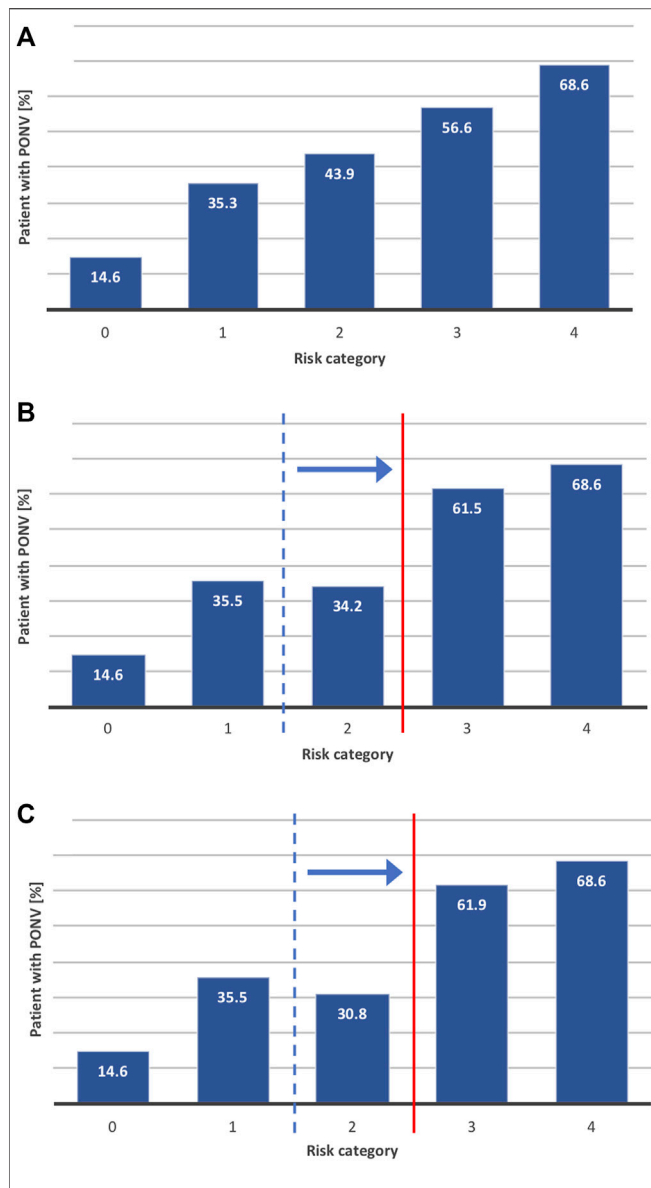 A
Patient with PONV [%]
14.6
35.3
43.9
56.6
68.6
0 1 2 3 4
Risk category
B
Patient with PONV [%]
14.6
35.5
34.2
61.5
68.6
0 1 2 3 4
Risk category
C
Patient with PONV [%]
14.6
35.5
30.8
61.9
68.6
0 1 2 3 4
Risk category